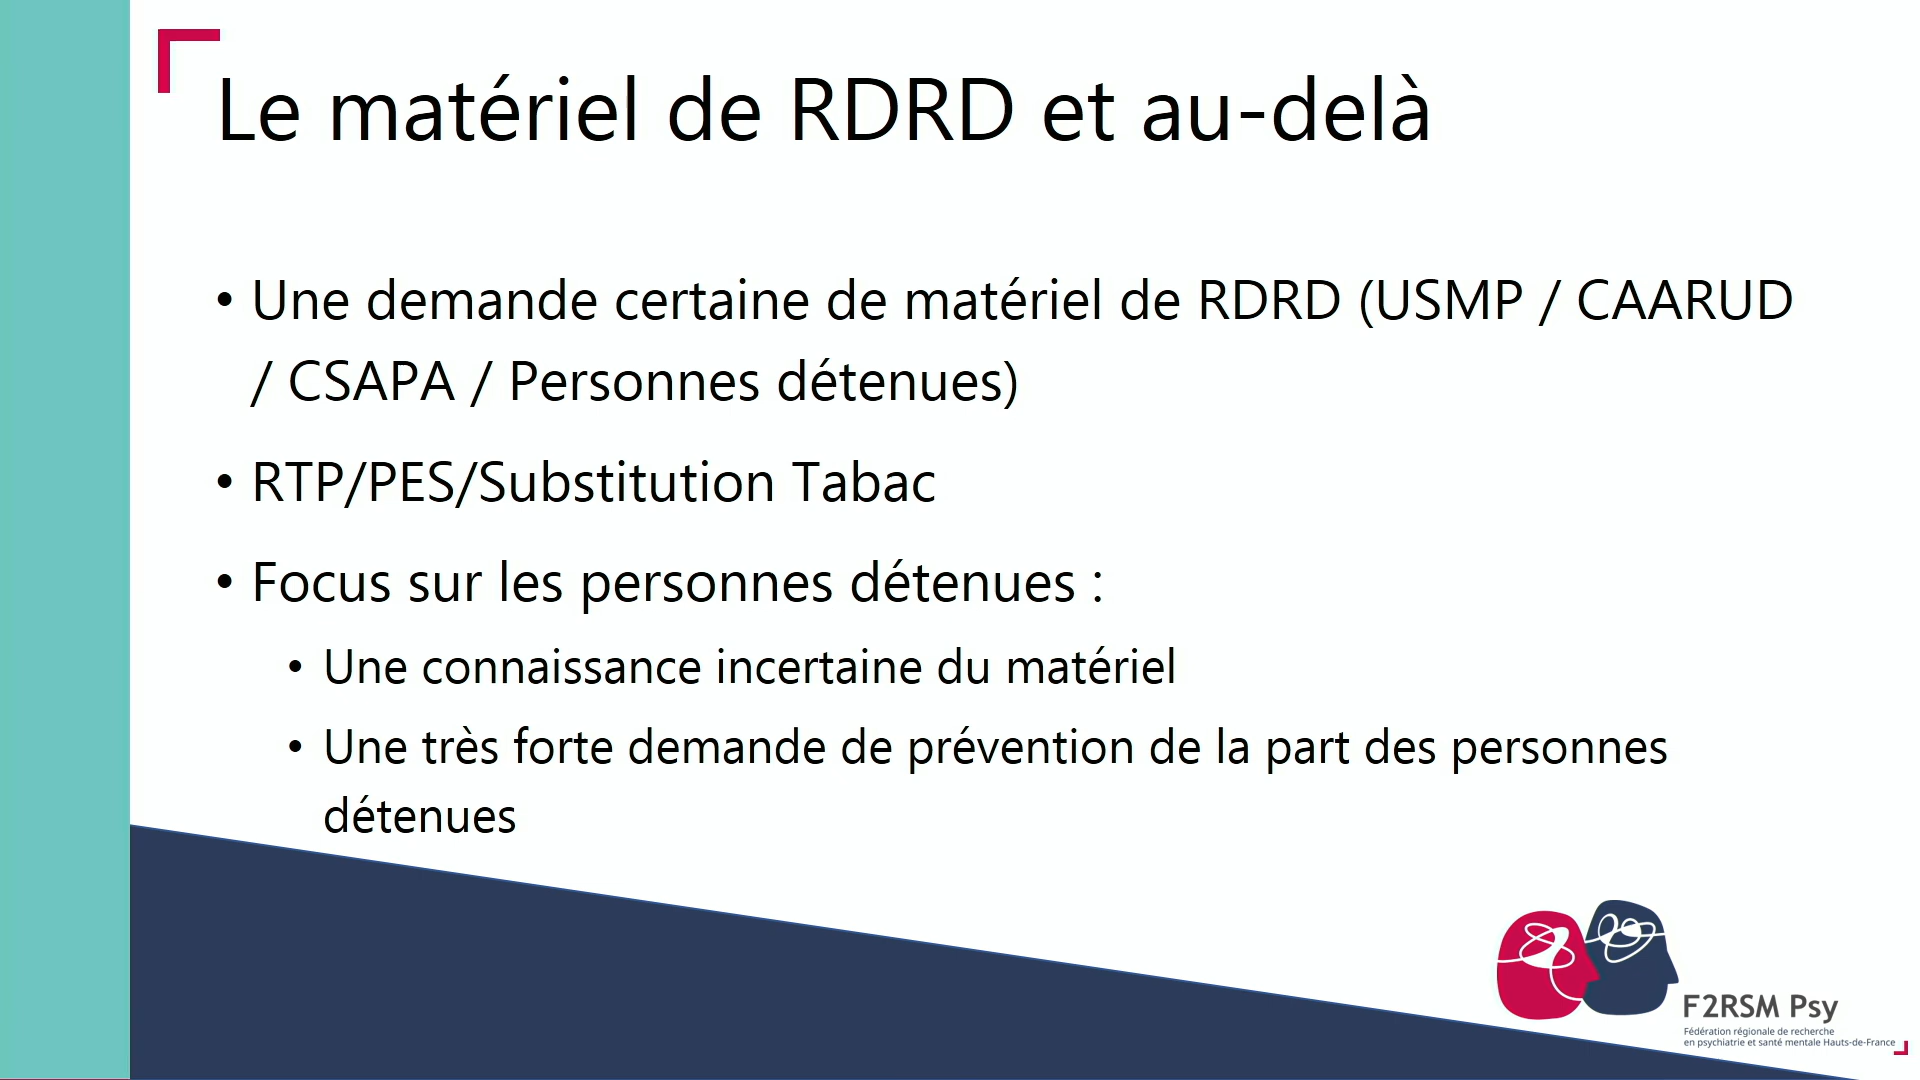 Le matériel de RDRD et au-delà
• Une demande certaine de matériel de RDRD (USMP / CAARUD
/ CSAPA / Personnes détenues)
• RTP/PES/Substitution Tabac
• Focus sur les personnes détenues :
• Une connaissance incertaine du matériel
• Une très forte demande de prévention de la part des personnes
détenues
F2RSM Psy
Fédération régionale de recherche
en psychiatrie et santé mentale Hauts-de-France